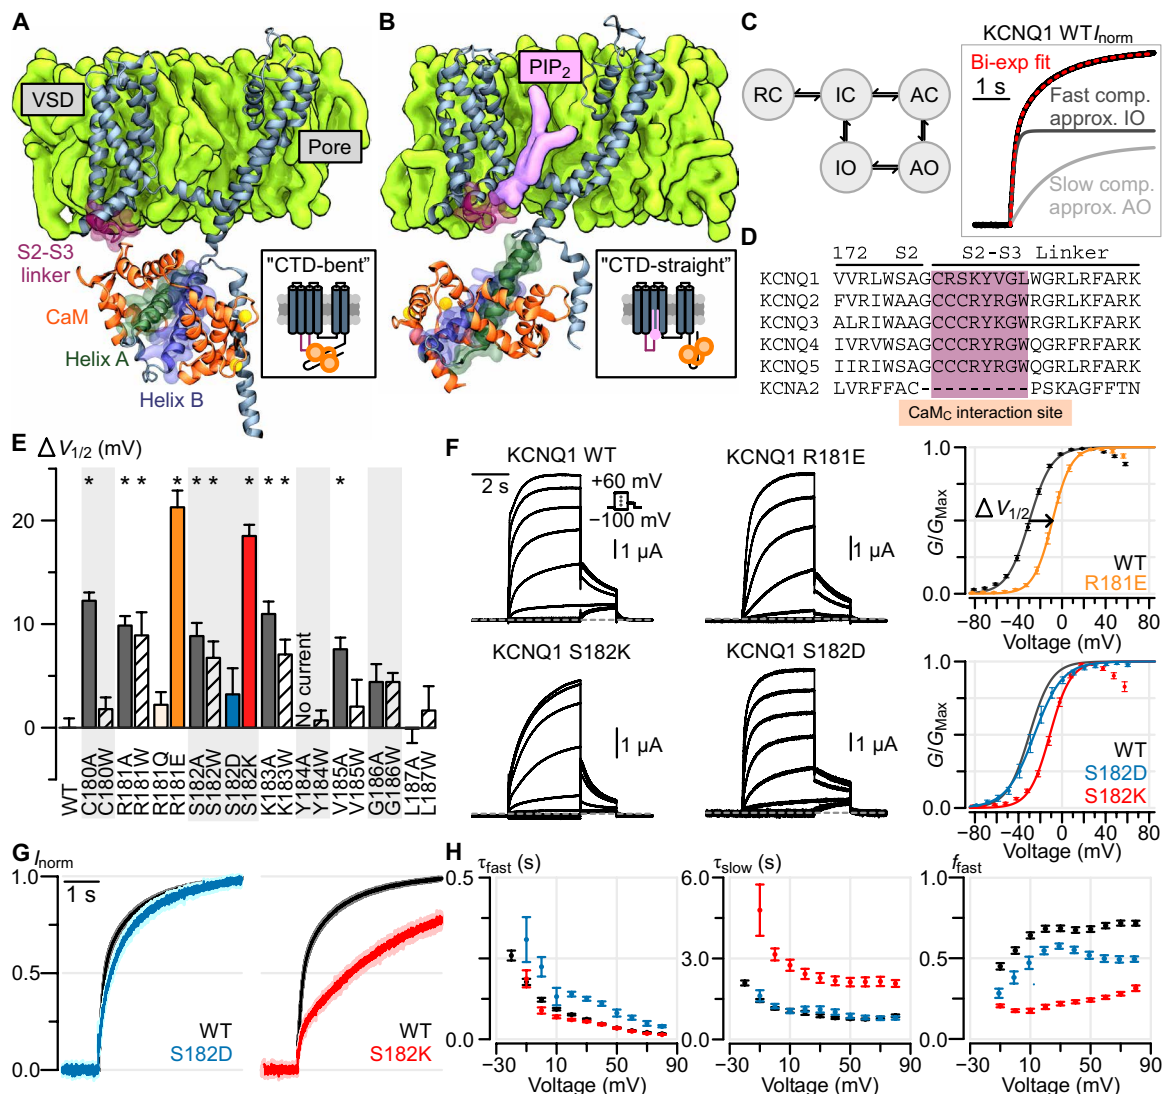 A
VSD
Pore
S2-S3
linker
CaM
Helix A
Helix B
"CTD-bent"
B
PIP2
"CTD-straight"
C
RC
IC
AC
IO
AO
KCNQ1 WT Inorm
Bi-exp fit
1 s
Fast comp.
approx. IO
Slow comp.
approx. AO
D
172 S2 S2-S3 Linker
KCNQ1 VVRLWSAGCRSKYVGLWGRLRFARK
KCNQ2 FVRIWAAGCCCRYRGWRGRLKFARK
KCNQ3 ALRIWAAGCCCRYKGWRGRLKFARK
KCNQ4 IVRVWSAGCCCRYRGWQGRFRFARK
KCNQ5 IIRIWSAGCCCRYRGWQGRLRFARK
KCNA2 LVRFFAC---------PSKAGFFTN
CaMC interaction site
E
ΔV1/2 (mV)
20
10
0
* * * * * * * * * *
No current
WT
C180A
C180W
R181A
R181W
R181Q
R181E
S182A
S182W
S182D
S182K
K183A
K183W
Y184A
Y184W
V185A
V185W
G186A
G186W
L187A
L187W
F
KCNQ1 WT
2 s
+60 mV
−100 mV
1 µA
KCNQ1 R181E
1 µA
KCNQ1 S182K
1 µA
KCNQ1 S182D
1 µA
G/GMax
1.0
0.0
ΔV1/2
WT
R181E
−80 −40 0 40 80
Voltage (mV)
G/GMax
1.0
0.0
WT
S182D
S182K
−80 −40 0 40 80
Voltage (mV)
G
Inorm
1.0
0.5
0.0
1 s
WT
S182D
WT
S182K
H
τfast (s)
0.5
0.0
−30 10 50 90
Voltage (mV)
τslow (s)
6.0
3.0
0.0
−30 10 50 90
Voltage (mV)
ffast
1.0
0.5
0.0
−30 10 50 90
Voltage (mV)